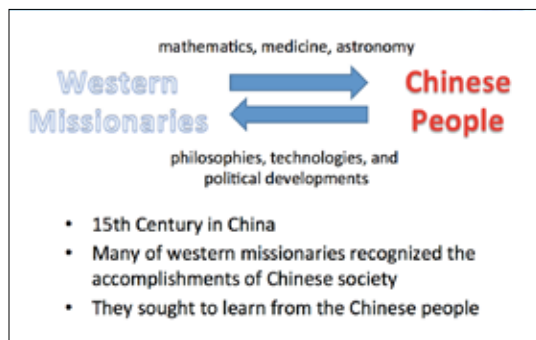 mathematics, medicine, astronomy
Western
Missionaries
Chinese
People
philosophies, technologies, and
political developments
• 15th Century in China
• Many of western missionaries recognized the
accomplishments of Chinese society
• They sought to learn from the Chinese people